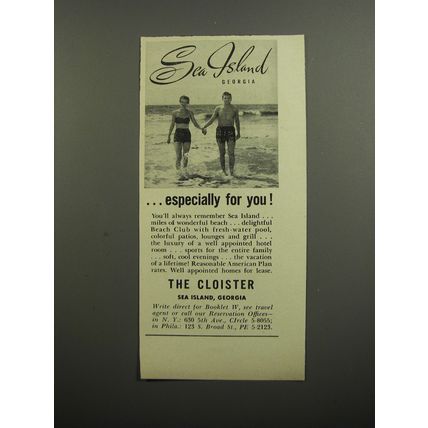 Sea Island
GEORGIA
...especially for you!
You'll always remember Sea Island ...
miles of wonderful beach ... delightful
Beach Club with fresh-water pool,
colorful patios, lounges and grill ...
the luxury of a well appointed hotel
room ... sports for the entire family
... soft, cool evenings ... the vacation
of a lifetime! Reasonable American Plan
rates. Well appointed homes for lease.
THE CLOISTER
SEA ISLAND, GEORGIA
Write direct for Booklet W, see travel
agent or call our Reservation Offices—
in N. Y.: 630 5th Ave., CIrcle 5-8055;
in Phila.: 123 S. Broad St., PE 5-2123.